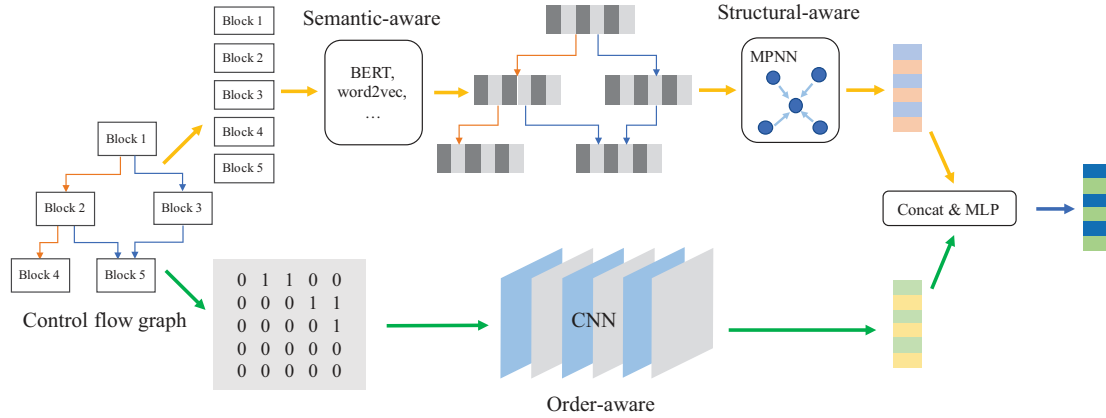 Semantic-aware
Structural-aware
Block 1
Block 2
Block 3
Block 4
Block 5
BERT,
word2vec,
…
MPNN
Block 1
Block 2
Block 3
Block 4
Block 5
Control flow graph
0 1 1 0 0
0 0 0 1 1
0 0 0 0 1
0 0 0 0 0
0 0 0 0 0
CNN
Order-aware
Concat & MLP